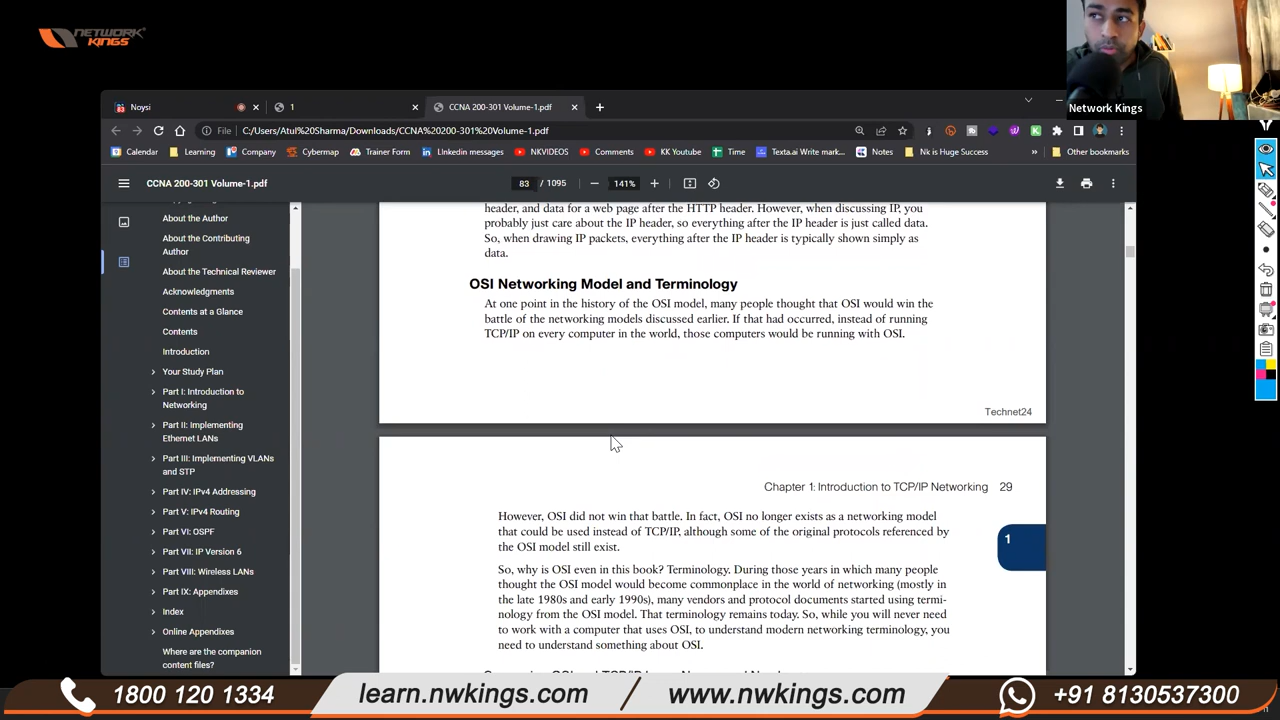 NETWORK
KINGS
Network Kings
Noysi
1
CCNA 200-301 Volume-1.pdf
File
C:/Users/Atul%20Sharma/Downloads/CCNA%20200-301%20Volume-1.pdf
Calendar
Learning
Company
Cybermap
Trainer Form
LInkedin messages
NKVIDEOS
Comments
KK Youtube
Time
Texta.ai Write mark...
Notes
Nk is Huge Success
»
Other bookmarks
CCNA 200-301 Volume-1.pdf
83 / 1095
141%
About the Author
About the Contributing
Author
About the Technical Reviewer
Acknowledgments
Contents at a Glance
Contents
Introduction
Your Study Plan
Part I: Introduction to
Networking
Part II: Implementing
Ethernet LANs
Part III: Implementing VLANs
and STP
Part IV: IPv4 Addressing
Part V: IPv4 Routing
Part VI: OSPF
Part VII: IP Version 6
Part VIII: Wireless LANs
Part IX: Appendixes
Index
Online Appendixes
Where are the companion
content files?
header, and data for a web page after the HTTP header. However, when discussing IP, you
probably just care about the IP header, so everything after the IP header is just called data.
So, when drawing IP packets, everything after the IP header is typically shown simply as
data.
OSI Networking Model and Terminology
At one point in the history of the OSI model, many people thought that OSI would win the
battle of the networking models discussed earlier. If that had occurred, instead of running
TCP/IP on every computer in the world, those computers would be running with OSI.
Technet24
Chapter 1: Introduction to TCP/IP Networking 29
1
However, OSI did not win that battle. In fact, OSI no longer exists as a networking model
that could be used instead of TCP/IP, although some of the original protocols referenced by
the OSI model still exist.
So, why is OSI even in this book? Terminology. During those years in which many people
thought the OSI model would become commonplace in the world of networking (mostly in
the late 1980s and early 1990s), many vendors and protocol documents started using termi-
nology from the OSI model. That terminology remains today. So, while you will never need
to work with a computer that uses OSI, to understand modern networking terminology, you
need to understand something about OSI.
1800 120 1334
learn.nwkings.com
www.nwkings.com
+91 8130537300